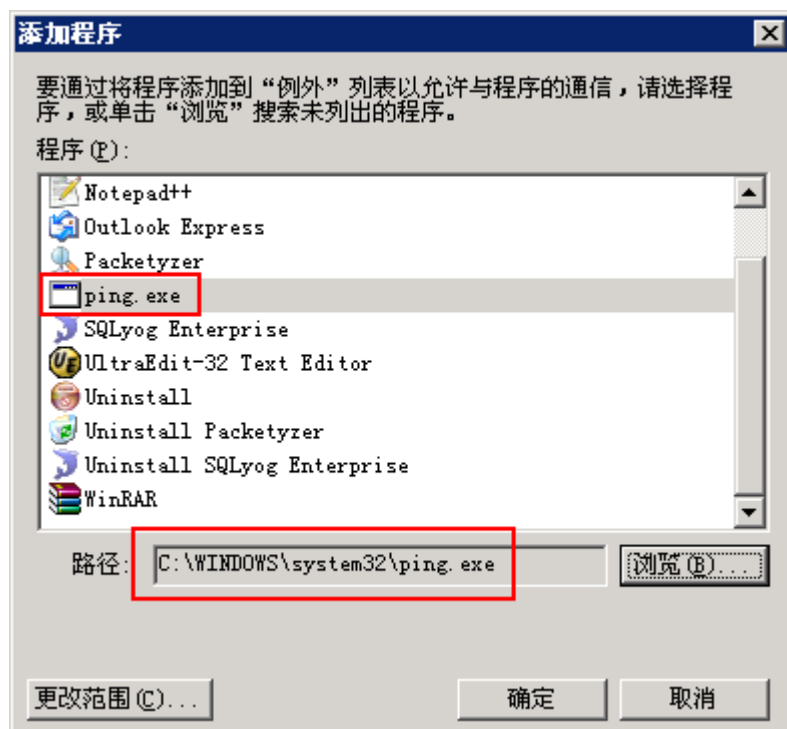 添加程序
要通过将程序添加到“例外”列表以允许与程序的通信，请选择程
序，或单击“浏览”搜索未列出的程序。
程序(P):
Notepad++
Outlook Express
Packetyzer
ping.exe
SQLyog Enterprise
UltraEdit-32 Text Editor
Uninstall
Uninstall Packetyzer
Uninstall SQLyog Enterprise
WinRAR
路径: C:\WINDOWS\system32\ping.exe 浏览(B)...
更改范围(C)... 确定 取消